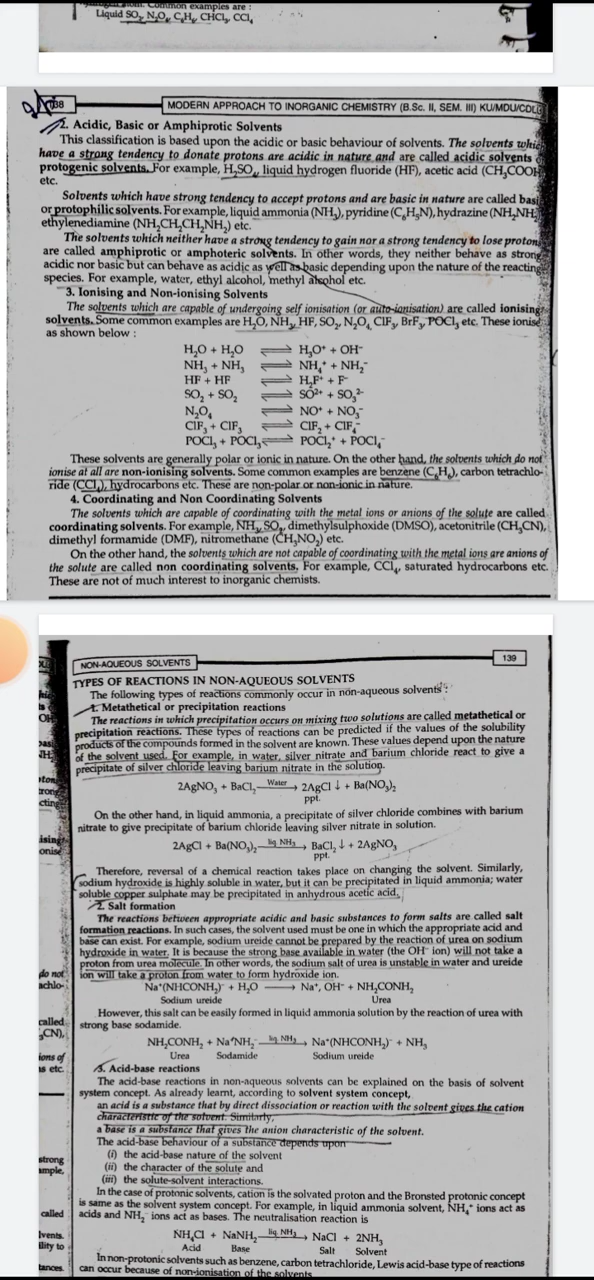 Common examples are :
Liquid SO₂, N₂O₄, C₆H₆, CHCl₃, CCl₄
138
MODERN APPROACH TO INORGANIC CHEMISTRY (B.Sc. II, SEM. III) KU/MDU/CDLU
2. Acidic, Basic or Amphiprotic Solvents
This classification is based upon the acidic or basic behaviour of solvents. The solvents which
have a strong tendency to donate protons are acidic in nature and are called acidic solvents
protogenic solvents. For example, H₂SO₄, liquid hydrogen fluoride (HF), acetic acid (CH₃COOH)
etc.
Solvents which have strong tendency to accept protons and are basic in nature are called
or protophilic solvents. For example, liquid ammonia (NH₃), pyridine (C₅H₅N), hydrazine (NH₂NH₂)
ethylenediamine (NH₂CH₂CH₂NH₂) etc.
The solvents which neither have a strong tendency to gain nor a strong tendency to lose
are called amphiprotic or amphoteric solvents. In other words, they neither behave as
acidic nor basic but can behave as acidic as well as basic depending upon the nature of the reacting
species. For example, water, ethyl alcohol, methyl alcohol etc.
3. Ionising and Non-ionising Solvents
The solvents which are capable of undergoing self ionisation (or auto-ionisation) are called ionising
solvents. Some common examples are H₂O, NH₃, HF, SO₂, N₂O₄, ClF₃, BrF₃, POCl₃ etc. These ionise
as shown below :
H₂O + H₂O ⇌ H₃O⁺ + OH⁻
NH₃ + NH₃ ⇌ NH₄⁺ + NH₂⁻
HF + HF ⇌ H₂F⁺ + F⁻
SO₂ + SO₂ ⇌ SO²⁺ + SO₃²⁻
N₂O₄ ⇌ NO⁺ + NO₃⁻
ClF₃ + ClF₃ ⇌ ClF₂ + ClF₄⁻
POCl₃ + POCl₃ ⇌ POCl₂⁺ + POCl₄⁻
These solvents are generally polar or ionic in nature. On the other hand, the solvents which do not
ionise at all are non-ionising solvents. Some common examples are benzene (C₆H₆), carbon tetrachlo-
ride (CCl₄), hydrocarbons etc. These are non-polar or non-ionic in nature.
4. Coordinating and Non Coordinating Solvents
The solvents which are capable of coordinating with the metal ions or anions of the solute are called
coordinating solvents. For example, NH₃, SO₂, dimethylsulphoxide (DMSO), acetonitrile (CH₃CN),
dimethyl formamide (DMF), nitromethane (CH₃NO₂) etc.
On the other hand, the solvents which are not capable of coordinating with the metal ions are anions of
the solute are called non coordinating solvents. For example, CCl₄, saturated hydrocarbons etc.
These are not of much interest to inorganic chemists.
NON-AQUEOUS SOLVENTS
139
TYPES OF REACTIONS IN NON-AQUEOUS SOLVENTS
The following types of reactions commonly occur in non-aqueous solvents :
1. Metathetical or precipitation reactions
The reactions in which precipitation occurs on mixing two solutions are called metathetical or
precipitation reactions. These types of reactions can be predicted if the values of the solubility
products of the compounds formed in the solvent are known. These values depend upon the nature
of the solvent used. For example, in water, silver nitrate and barium chloride react to give a
precipitate of silver chloride leaving barium nitrate in the solution.
2AgNO₃ + BaCl₂ —Water→ 2AgCl ↓ + Ba(NO₃)₂
ppt.
On the other hand, in liquid ammonia, a precipitate of silver chloride combines with barium
nitrate to give precipitate of barium chloride leaving silver nitrate in solution.
2AgCl + Ba(NO₃)₂ —liq. NH₃→ BaCl₂ ↓ + 2AgNO₃
ppt.
Therefore, reversal of a chemical reaction takes place on changing the solvent. Similarly,
sodium hydroxide is highly soluble in water, but it can be precipitated in liquid ammonia; water
soluble copper sulphate may be precipitated in anhydrous acetic acid.
2. Salt formation
The reactions between appropriate acidic and basic substances to form salts are called salt
formation reactions. In such cases, the solvent used must be one in which the appropriate acid and
base can exist. For example, sodium ureide cannot be prepared by the reaction of urea on sodium
hydroxide in water. It is because the strong base available in water (the OH⁻ ion) will not take a
proton from urea molecule. In other words, the sodium salt of urea is unstable in water and ureide
ion will take a proton from water to form hydroxide ion.
Na⁺(NHCONH₂)⁻ + H₂O ⟶ Na⁺, OH⁻ + NH₂CONH₂
Sodium ureide Urea
However, this salt can be easily formed in liquid ammonia solution by the reaction of urea with
strong base sodamide.
NH₂CONH₂ + Na⁺NH₂⁻ —liq. NH₃→ Na⁺(NHCONH₂)⁻ + NH₃
Urea Sodamide Sodium ureide
3. Acid-base reactions
The acid-base reactions in non-aqueous solvents can be explained on the basis of solvent
system concept. As already learnt, according to solvent system concept,
an acid is a substance that by direct dissociation or reaction with the solvent gives the cation
characteristic of the solvent. Similarly,
a base is a substance that gives the anion characteristic of the solvent.
The acid-base behaviour of a substance depends upon
(i) the acid-base nature of the solvent
(ii) the character of the solute and
(iii) the solute-solvent interactions.
In the case of protonic solvents, cation is the solvated proton and the Bronsted protonic concept
is same as the solvent system concept. For example, in liquid ammonia solvent, NH₄⁺ ions act as
acids and NH₂⁻ ions act as bases. The neutralisation reaction is
NH₄Cl + NaNH₂ —liq. NH₃→ NaCl + 2NH₃
Acid Base Salt Solvent
In non-protonic solvents such as benzene, carbon tetrachloride, Lewis acid-base type of reactions
can occur because of non-ionisation of the solvents